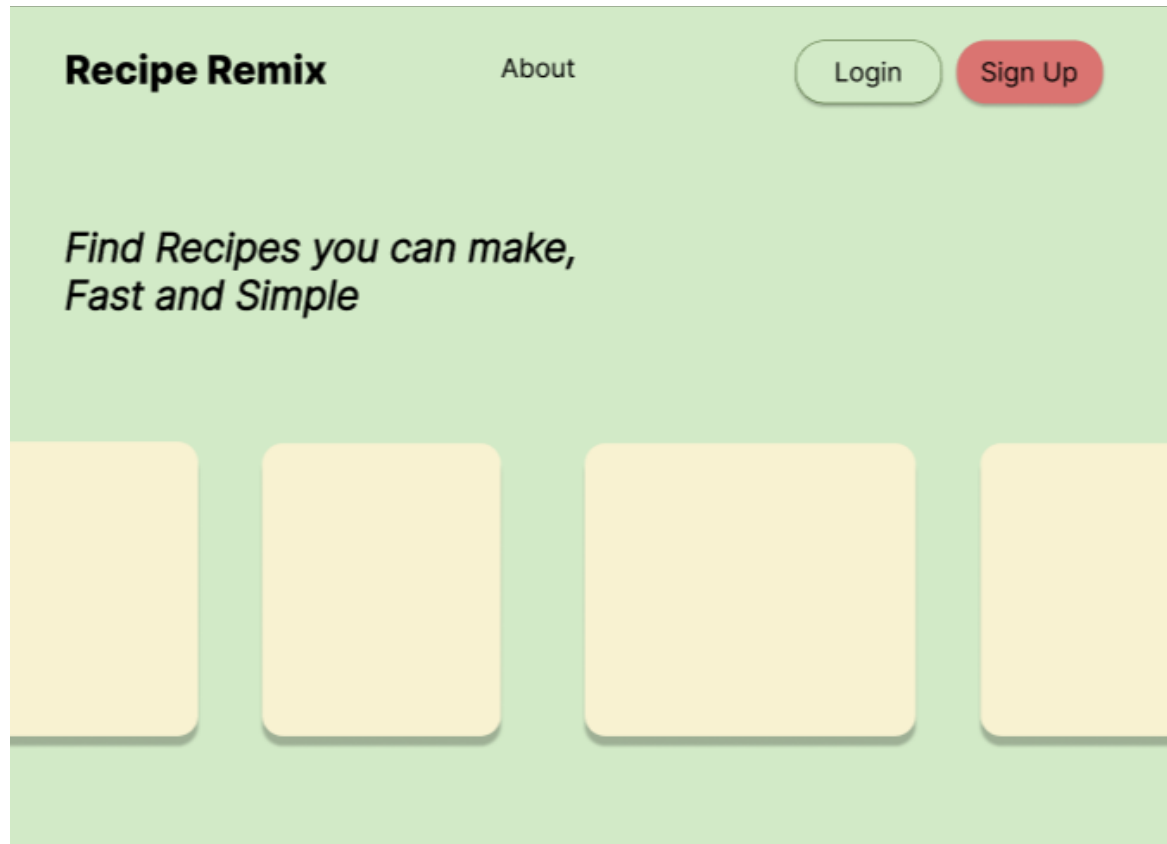 Recipe Remix
About
Login
Sign Up
Find Recipes you can make,
Fast and Simple